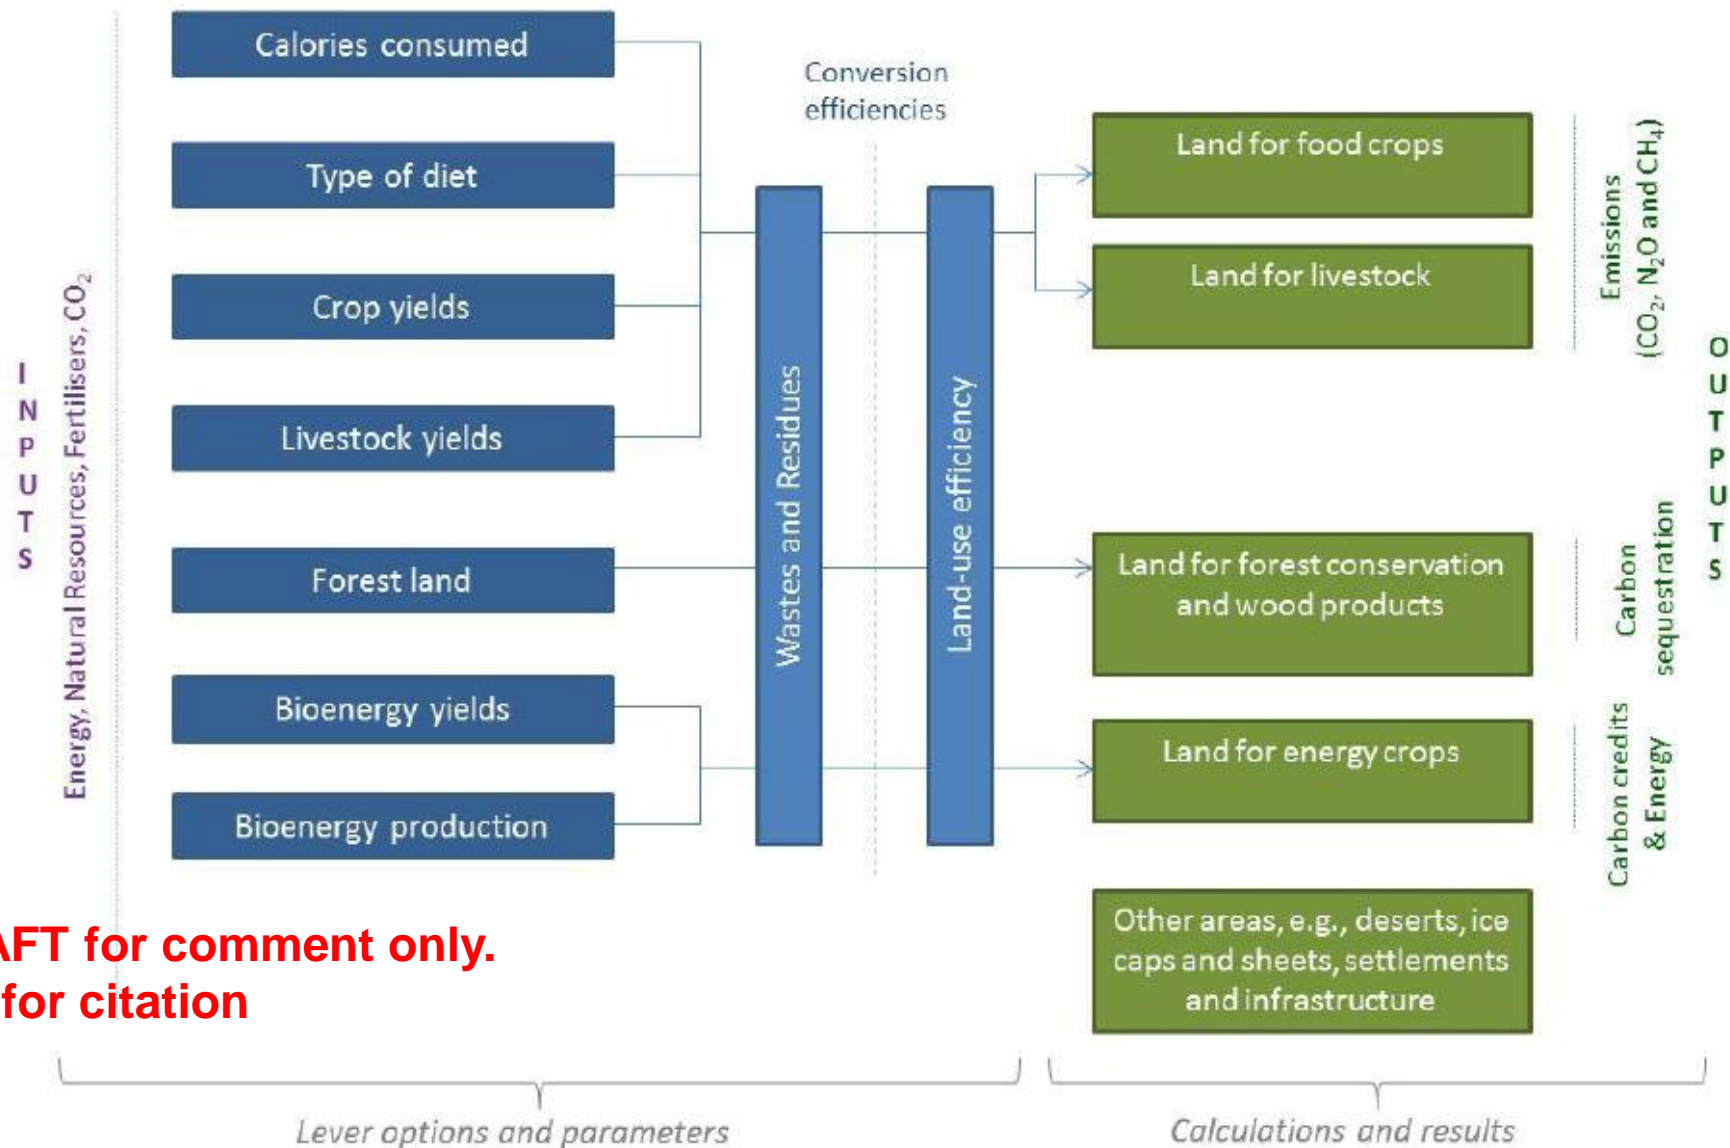 INPUTS
Energy, Natural Resources, Fertilisers, CO₂
Calories consumed
Type of diet
Crop yields
Livestock yields
Forest land
Bioenergy yields
Bioenergy production
Wastes and Residues
Conversion
efficiencies
Land-use efficiency
Land for food crops
Land for livestock
Land for forest conservation
and wood products
Land for energy crops
Other areas, e.g., deserts, ice
caps and sheets, settlements
and infrastructure
Emissions
(CO₂, N₂O and CH₄)
Carbon
sequestration
Carbon credits
& Energy
OUTPUTS
AFT for comment only.
for citation
Lever options and parameters
Calculations and results